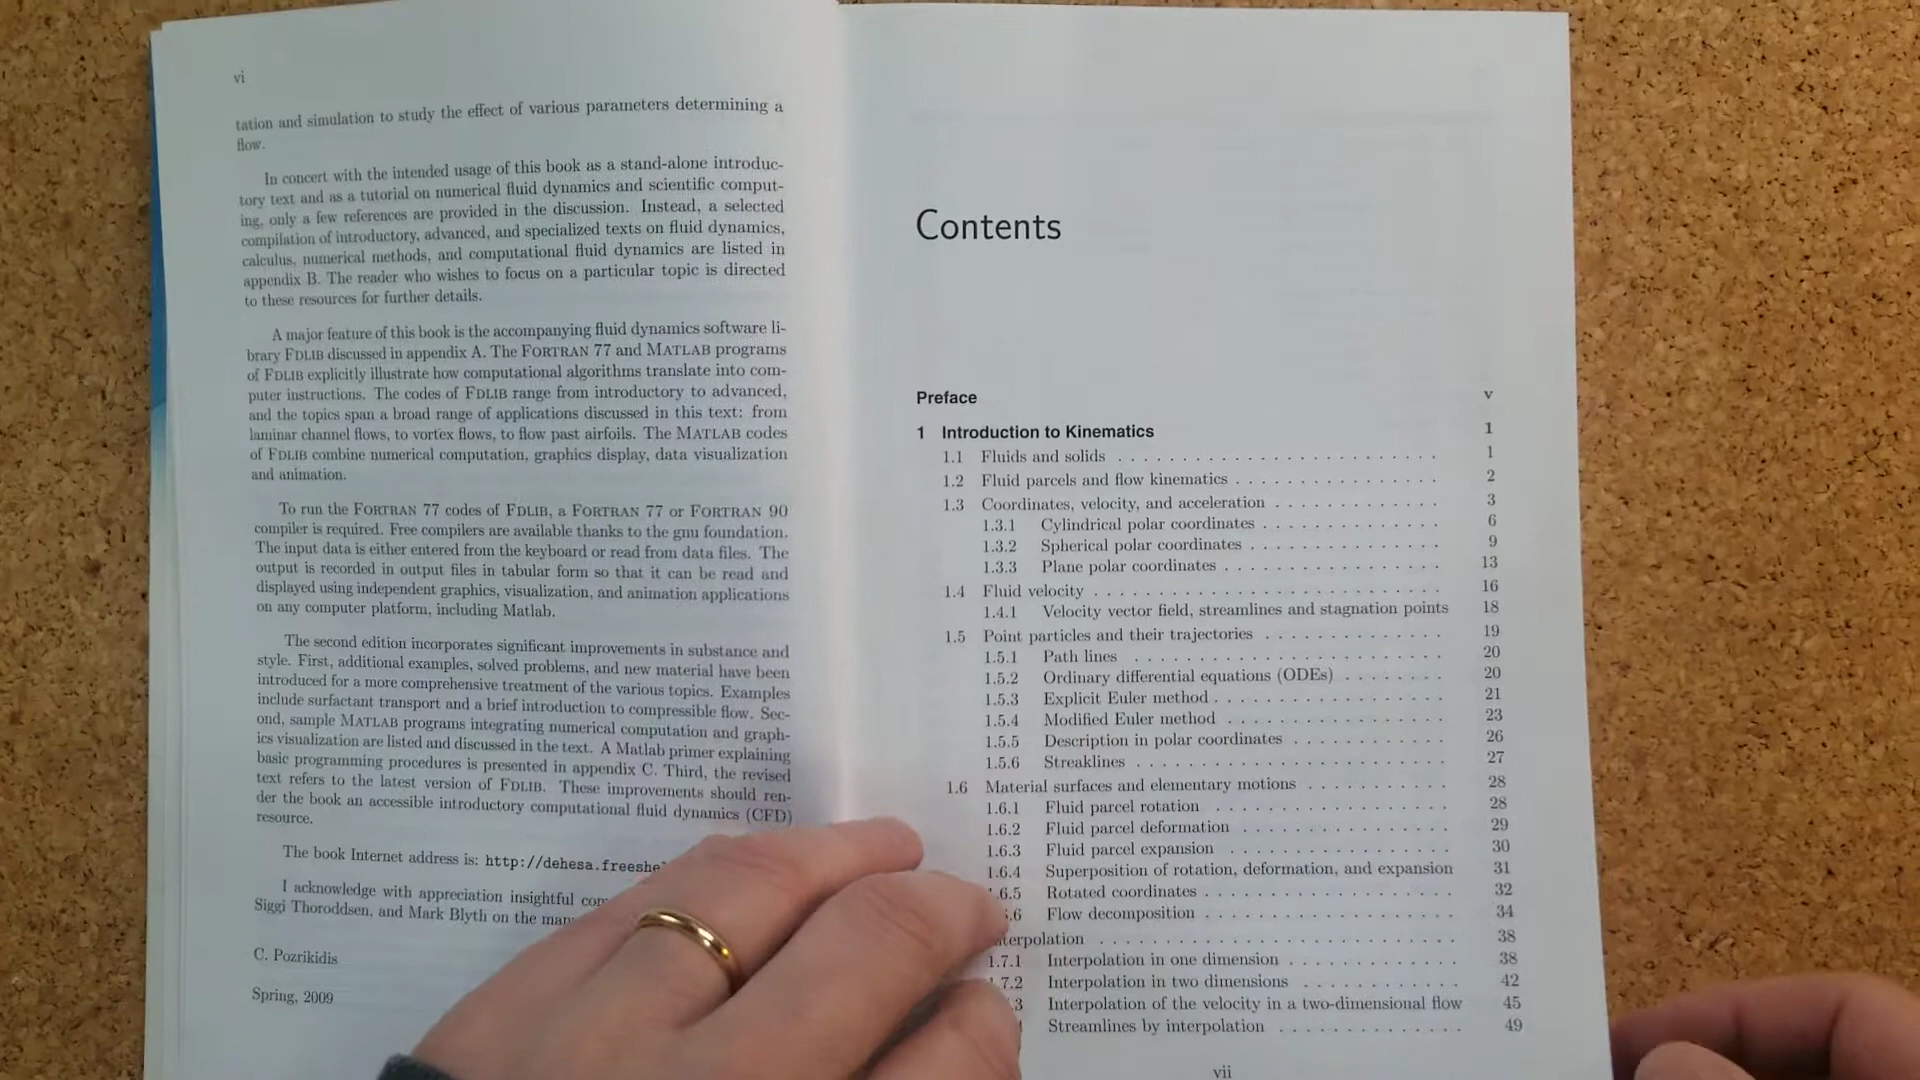 vi
tation and simulation to study the effect of various parameters determining a
flow.
In concert with the intended usage of this book as a stand-alone introduc-
tory text and as a tutorial on numerical fluid dynamics and scientific comput-
ing, only a few references are provided in the discussion. Instead, a selected
compilation of introductory, advanced, and specialized texts on fluid dynamics,
calculus, numerical methods, and computational fluid dynamics are listed in
appendix B. The reader who wishes to focus on a particular topic is directed
to these resources for further details.
A major feature of this book is the accompanying fluid dynamics software li-
brary FDLIB discussed in appendix A. The FORTRAN 77 and MATLAB programs
of FDLIB explicitly illustrate how computational algorithms translate into com-
puter instructions. The codes of FDLIB range from introductory to advanced,
and the topics span a broad range of applications discussed in this text: from
laminar channel flows, to vortex flows, to flow past airfoils. The MATLAB codes
of FDLIB combine numerical computation, graphics display, data visualization
and animation.
To run the FORTRAN 77 codes of FDLIB, a FORTRAN 77 or FORTRAN 90
compiler is required. Free compilers are available thanks to the gnu foundation.
The input data is either entered from the keyboard or read from data files. The
output is recorded in output files in tabular form so that it can be read and
displayed using independent graphics, visualization, and animation applications
on any computer platform, including Matlab.
The second edition incorporates significant improvements in substance and
style. First, additional examples, solved problems, and new material have been
introduced for a more comprehensive treatment of the various topics. Examples
include surfactant transport and a brief introduction to compressible flow. Sec-
ond, sample MATLAB programs integrating numerical computation and graph-
ics visualization are listed and discussed in the text. A Matlab primer explaining
basic programming procedures is presented in appendix C. Third, the revised
text refers to the latest version of FDLIB. These improvements should ren-
der the book an accessible introductory computational fluid dynamics (CFD)
resource.
The book Internet address is: http://dehesa.freeshe
I acknowledge with appreciation insightful
Siggi Thoroddsen, and Mark Blyth on the
C. Pozrikidis
Spring, 2009
Contents
Preface v
1 Introduction to Kinematics 1
1.1 Fluids and solids . . . . . . . . . . . . . . . . . . . . . . . 1
1.2 Fluid parcels and flow kinematics . . . . . . . . . . . . . . 2
1.3 Coordinates, velocity, and acceleration . . . . . . . . . . . 3
1.3.1 Cylindrical polar coordinates . . . . . . . . . . . . 6
1.3.2 Spherical polar coordinates . . . . . . . . . . . . . 9
1.3.3 Plane polar coordinates . . . . . . . . . . . . . . . 13
1.4 Fluid velocity . . . . . . . . . . . . . . . . . . . . . . . . . 16
1.4.1 Velocity vector field, streamlines and stagnation points 18
1.5 Point particles and their trajectories . . . . . . . . . . . . 19
1.5.1 Path lines . . . . . . . . . . . . . . . . . . . . . . 20
1.5.2 Ordinary differential equations (ODEs) . . . . . . . 20
1.5.3 Explicit Euler method . . . . . . . . . . . . . . . . 21
1.5.4 Modified Euler method . . . . . . . . . . . . . . . 23
1.5.5 Description in polar coordinates . . . . . . . . . . 26
1.5.6 Streaklines . . . . . . . . . . . . . . . . . . . . . . 27
1.6 Material surfaces and elementary motions . . . . . . . . . 28
1.6.1 Fluid parcel rotation . . . . . . . . . . . . . . . . 28
1.6.2 Fluid parcel deformation . . . . . . . . . . . . . . 29
1.6.3 Fluid parcel expansion . . . . . . . . . . . . . . . 30
1.6.4 Superposition of rotation, deformation, and expansion 31
.6.5 Rotated coordinates . . . . . . . . . . . . . . . . . 32
.6 Flow decomposition . . . . . . . . . . . . . . . . . 34
terpolation . . . . . . . . . . . . . . . . . . . . . . . . 38
1.7.1 Interpolation in one dimension . . . . . . . . . . . 38
7.2 Interpolation in two dimensions . . . . . . . . . . . 42
.3 Interpolation of the velocity in a two-dimensional flow 45
Streamlines by interpolation . . . . . . . . . . . . 49
vii